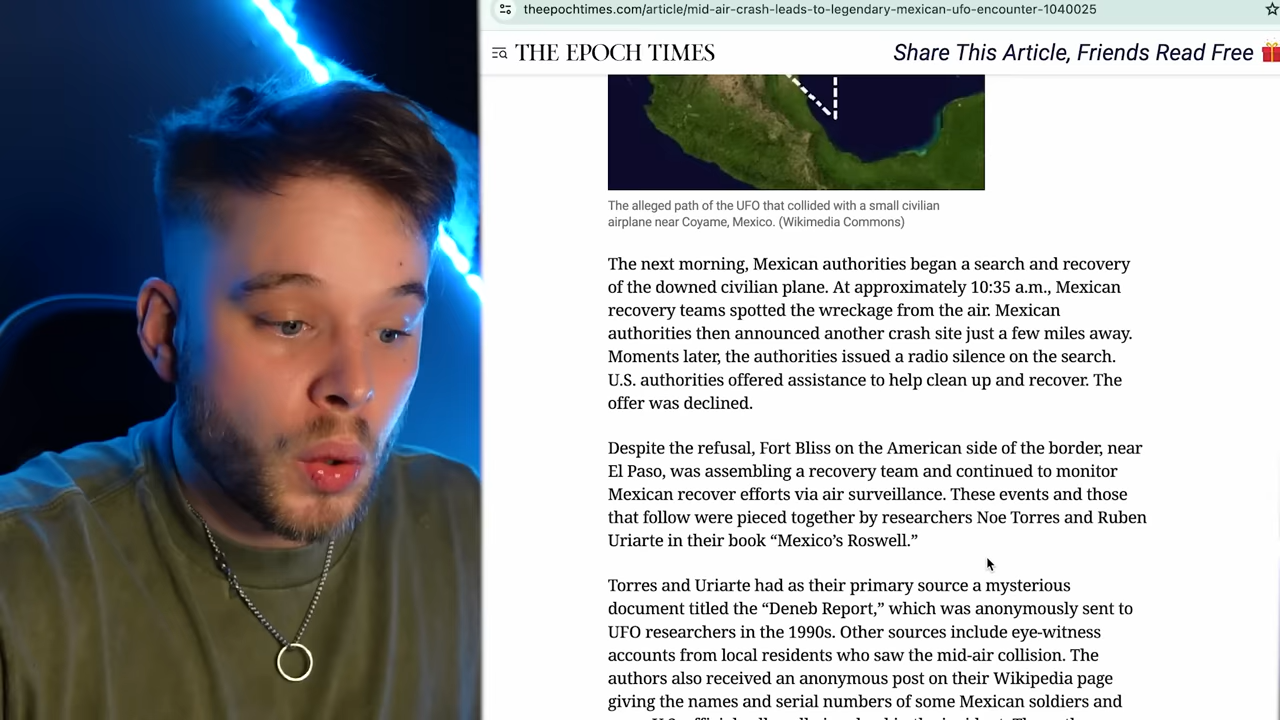 theepochtimes.com/article/mid-air-crash-leads-to-legendary-mexican-ufo-encounter-1040025
THE EPOCH TIMES
Share This Article, Friends Read Free
The alleged path of the UFO that collided with a small civilian
airplane near Coyame, Mexico. (Wikimedia Commons)
The next morning, Mexican authorities began a search and recovery
of the downed civilian plane. At approximately 10:35 a.m., Mexican
recovery teams spotted the wreckage from the air. Mexican
authorities then announced another crash site just a few miles away.
Moments later, the authorities issued a radio silence on the search.
U.S. authorities offered assistance to help clean up and recover. The
offer was declined.
Despite the refusal, Fort Bliss on the American side of the border, near
El Paso, was assembling a recovery team and continued to monitor
Mexican recover efforts via air surveillance. These events and those
that follow were pieced together by researchers Noe Torres and Ruben
Uriarte in their book “Mexico’s Roswell.”
Torres and Uriarte had as their primary source a mysterious
document titled the “Deneb Report,” which was anonymously sent to
UFO researchers in the 1990s. Other sources include eye-witness
accounts from local residents who saw the mid-air collision. The
authors also received an anonymous post on their Wikipedia page
giving the names and serial numbers of some Mexican soldiers and